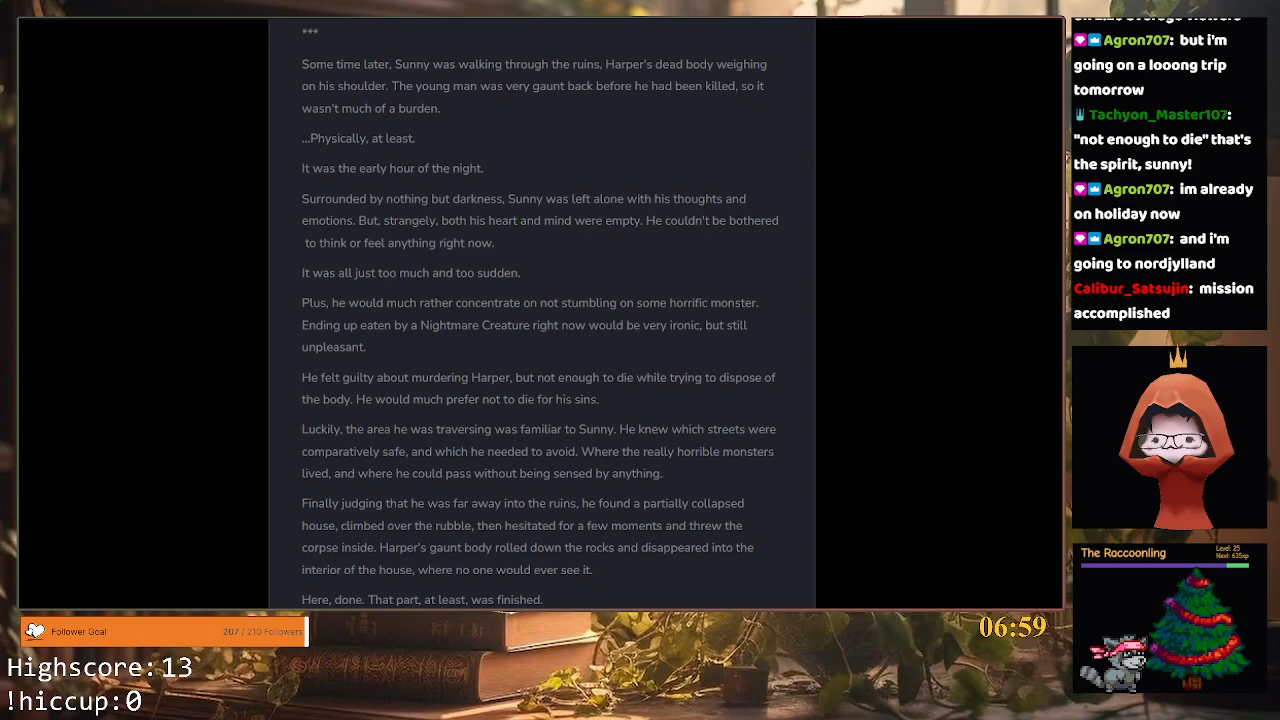 ***
Some time later, Sunny was walking through the ruins, Harper's dead body weighing
on his shoulder. The young man was very gaunt back before he had been killed, so it
wasn't much of a burden.
...Physically, at least.
It was the early hour of the night.
Surrounded by nothing but darkness, Sunny was left alone with his thoughts and
emotions. But, strangely, both his heart and mind were empty. He couldn't be bothered
to think or feel anything right now.
It was all just too much and too sudden.
Plus, he would much rather concentrate on not stumbling on some horrific monster.
Ending up eaten by a Nightmare Creature right now would be very ironic, but still
unpleasant.
He felt guilty about murdering Harper, but not enough to die while trying to dispose of
the body. He would much prefer not to die for his sins.
Luckily, the area he was traversing was familiar to Sunny. He knew which streets were
comparatively safe, and which he needed to avoid. Where the really horrible monsters
lived, and where he could pass without being sensed by anything.
Finally judging that he was far away into the ruins, he found a partially collapsed
house, climbed over the rubble, then hesitated for a few moments and threw the
corpse inside. Harper's gaunt body rolled down the rocks and disappeared into the
interior of the house, where no one would ever see it.
Here, done. That part, at least, was finished.
Agron707: but i'm
going on a looong trip
tomorrow
Tachyon_Master107:
"not enough to die" that's
the spirit, sunny!
Agron707: im already
on holiday now
Agron707: and i'm
going to nordjylland
Calibur_Satsujin: mission
accomplished
The Raccoonling
Level: 25
Next: 635xp
Follower Goal
207 / 210 Followers
06:59
Highscore:13
!hiccup:0